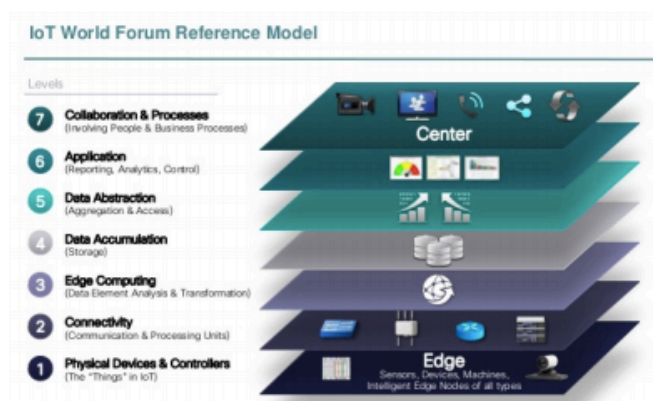 IoT World Forum Reference Model
Levels
7
Collaboration & Processes
(Involving People & Business Processes)
6
Application
(Reporting, Analytics, Control)
5
Data Abstraction
(Aggregation & Access)
4
Data Accumulation
(Storage)
3
Edge Computing
(Data Element Analysis & Transformation)
2
Connectivity
(Communication & Processing Units)
1
Physical Devices & Controllers
(The "Things" in IoT)
Center
Edge
Sensors, Devices, Machines,
Intelligent Edge Nodes of all types